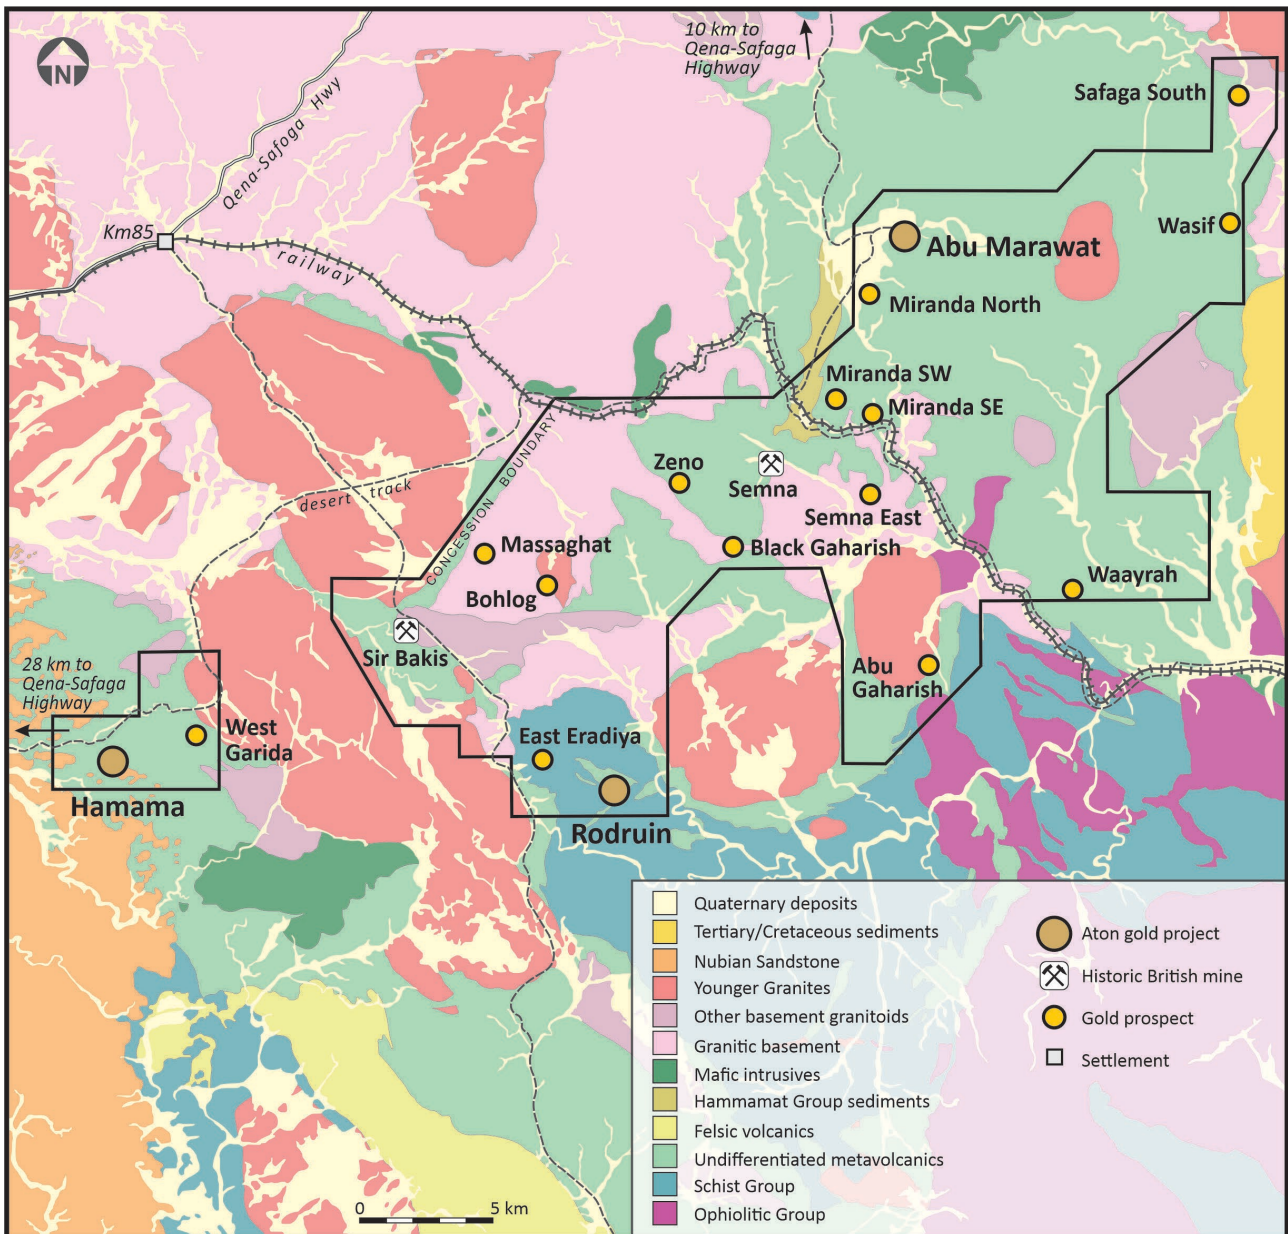 N
10 km to
Qena-Safaga
Highway
Safaga South
Qena-Safoga Hwy
Km85
railway
Wasif
Abu Marawat
Miranda North
Miranda SW
Miranda SE
CONCESSION BOUNDARY
Zeno
Semna
desert track
Semna East
Massaghat
Black Gaharish
Bohlog
Waayrah
Sir Bakis
28 km to
Qena-Safaga
Highway
Abu
Gaharish
West
Garida
East Eradiya
Hamama
Rodruin
Quaternary deposits
Tertiary/Cretaceous sediments
Nubian Sandstone
Younger Granites
Other basement granitoids
Granitic basement
Mafic intrusives
Hammamat Group sediments
Felsic volcanics
Undifferentiated metavolcanics
Schist Group
Ophiolitic Group
Aton gold project
Historic British mine
Gold prospect
Settlement
0 5 km